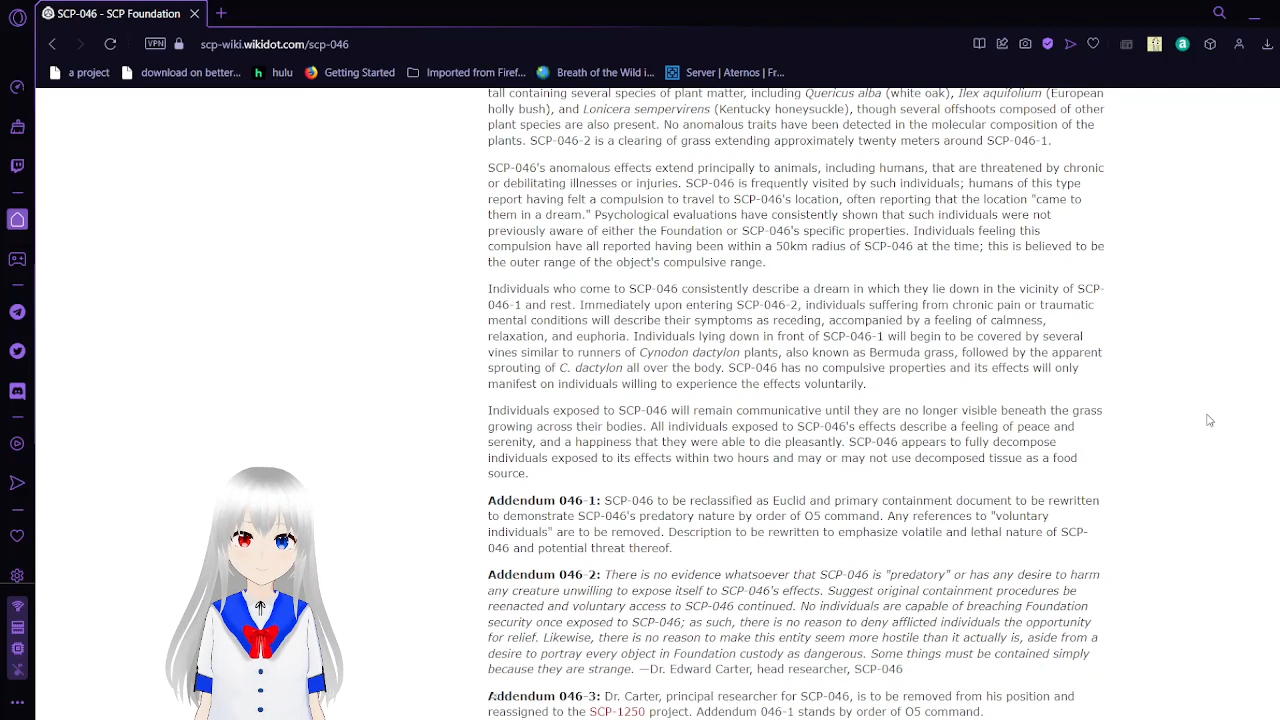 SCP-046 - SCP Foundation
VPN
scp-wiki.wikidot.com/scp-046
a project
download on better...
h hulu
Getting Started
Imported from Firef...
Breath of the Wild i...
Server | Aternos | Fr...
tall containing several species of plant matter, including Quericus alba (white oak), Ilex aquifolium (European
holly bush), and Lonicera sempervirens (Kentucky honeysuckle), though several offshoots composed of other
plant species are also present. No anomalous traits have been detected in the molecular composition of the
plants. SCP-046-2 is a clearing of grass extending approximately twenty meters around SCP-046-1.
SCP-046's anomalous effects extend principally to animals, including humans, that are threatened by chronic
or debilitating illnesses or injuries. SCP-046 is frequently visited by such individuals; humans of this type
report having felt a compulsion to travel to SCP-046's location, often reporting that the location "came to
them in a dream." Psychological evaluations have consistently shown that such individuals were not
previously aware of either the Foundation or SCP-046's specific properties. Individuals feeling this
compulsion have all reported having been within a 50km radius of SCP-046 at the time; this is believed to be
the outer range of the object's compulsive range.
Individuals who come to SCP-046 consistently describe a dream in which they lie down in the vicinity of SCP-
046-1 and rest. Immediately upon entering SCP-046-2, individuals suffering from chronic pain or traumatic
mental conditions will describe their symptoms as receding, accompanied by a feeling of calmness,
relaxation, and euphoria. Individuals lying down in front of SCP-046-1 will begin to be covered by several
vines similar to runners of Cynodon dactylon plants, also known as Bermuda grass, followed by the apparent
sprouting of C. dactylon all over the body. SCP-046 has no compulsive properties and its effects will only
manifest on individuals willing to experience the effects voluntarily.
Individuals exposed to SCP-046 will remain communicative until they are no longer visible beneath the grass
growing across their bodies. All individuals exposed to SCP-046's effects describe a feeling of peace and
serenity, and a happiness that they were able to die pleasantly. SCP-046 appears to fully decompose
individuals exposed to its effects within two hours and may or may not use decomposed tissue as a food
source.
Addendum 046-1: SCP-046 to be reclassified as Euclid and primary containment document to be rewritten
to demonstrate SCP-046's predatory nature by order of O5 command. Any references to "voluntary
individuals" are to be removed. Description to be rewritten to emphasize volatile and lethal nature of SCP-
046 and potential threat thereof.
Addendum 046-2: There is no evidence whatsoever that SCP-046 is "predatory" or has any desire to harm
any creature unwilling to expose itself to SCP-046's effects. Suggest original containment procedures be
reenacted and voluntary access to SCP-046 continued. No individuals are capable of breaching Foundation
security once exposed to SCP-046; as such, there is no reason to deny afflicted individuals the opportunity
for relief. Likewise, there is no reason to make this entity seem more hostile than it actually is, aside from a
desire to portray every object in Foundation custody as dangerous. Some things must be contained simply
because they are strange. —Dr. Edward Carter, head researcher, SCP-046
Addendum 046-3: Dr. Carter, principal researcher for SCP-046, is to be removed from his position and
reassigned to the SCP-1250 project. Addendum 046-1 stands by order of O5 command.